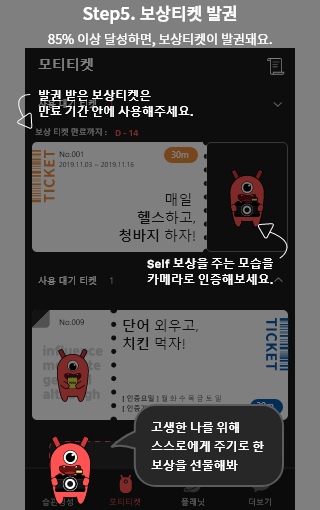 Step5. 보상티켓 발권
85% 이상 달성하면, 보상티켓이 발권돼요.
모티티켓
발권 받은 보상티켓은
만료 기간 안에 사용해주세요.
보상 티켓 만료까지 : D - 14
TICKET
No.001
2019.11.03 ~ 2019.11.16
30m
매일
헬스하고,
청바지 하자!
Self 보상을 주는 모습을
카메라로 인증해보세요.
사용 대기 티켓 1
No.009
단어 외우고,
치킨 먹자!
TICKET
[ 인증요일 ] 월 화 수 목 금 토 일
고생한 나를 위해
스스로에게 주기로 한
보상을 선물해봐
모티티켓
플래닛
더보기